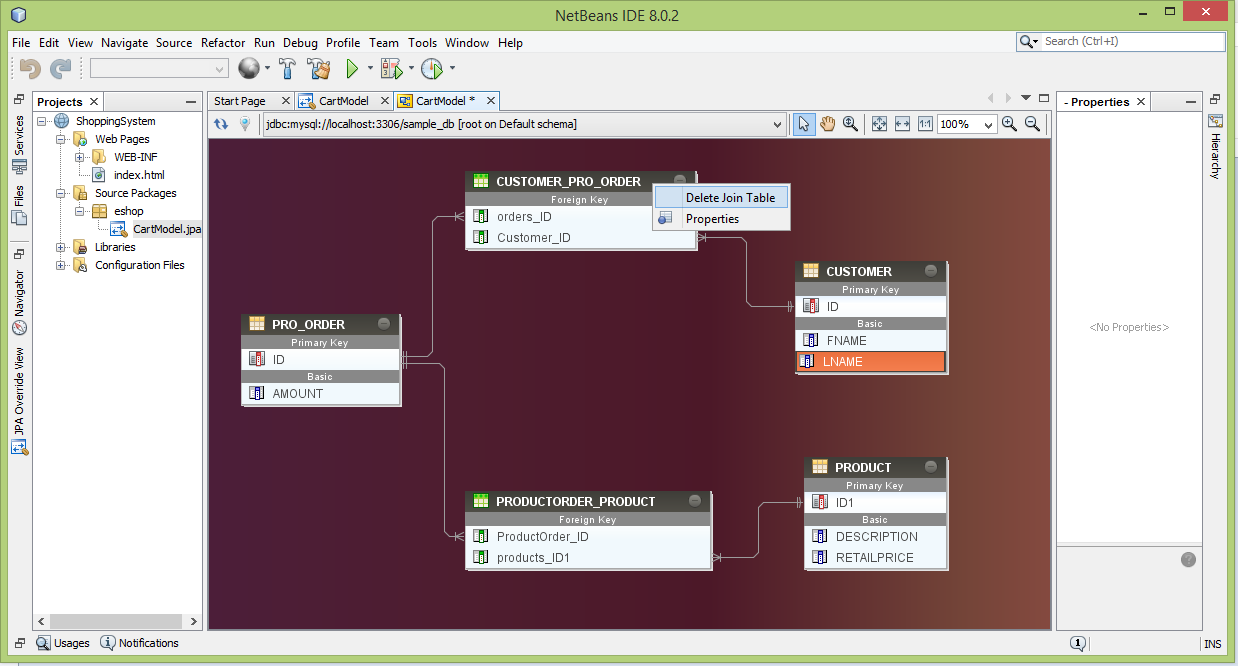 NetBeans IDE 8.0.2
File Edit View Navigate Source Refactor Run Debug Profile Team Tools Window Help
Search (Ctrl+I)
Projects
Start Page CartModel CartModel *
- Properties
Services
Files
Navigator
JPA Override View
ShoppingSystem
Web Pages
WEB-INF
index.html
Source Packages
eshop
CartModel.jpa
Libraries
Configuration Files
jdbc:mysql://localhost:3306/sample_db [root on Default schema]
1:1
100%
CUSTOMER_PRO_ORDER
Foreign Key
orders_ID
Customer_ID
Delete Join Table
Properties
CUSTOMER
Primary Key
ID
Basic
FNAME
LNAME
PRO_ORDER
Primary Key
ID
Basic
AMOUNT
PRODUCTORDER_PRODUCT
Foreign Key
ProductOrder_ID
products_ID1
PRODUCT
Primary Key
ID1
Basic
DESCRIPTION
RETAILPRICE
<No Properties>
Hierarchy
Usages Notifications
INS